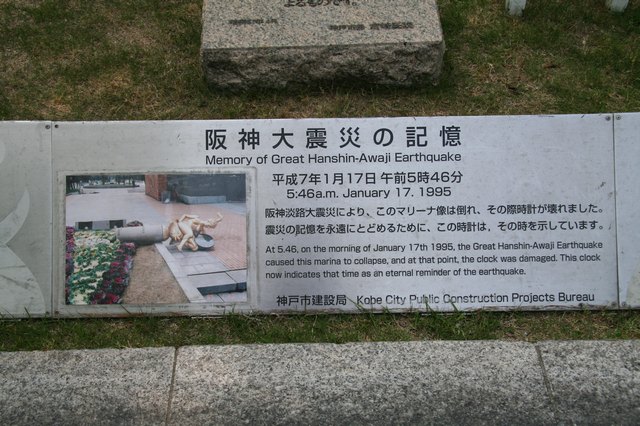 よるものです。
阪神大震災の記憶
Memory of Great Hanshin-Awaji Earthquake
平成7年1月17日 午前5時46分
5:46a.m. January 17. 1995
阪神淡路大震災により、このマリーナ像は倒れ、その際時計が壊れました。
震災の記憶を永遠にとどめるために、この時計は、その時を示しています。
At 5.46, on the morning of January 17th 1995, the Great Hanshin-Awaji Earthquake
caused this marina to collapse, and at that point, the clock was damaged. This clock
now indicates that time as an eternal reminder of the earthquake.
神戸市建設局 Kobe City Public Construction Projects Bureau